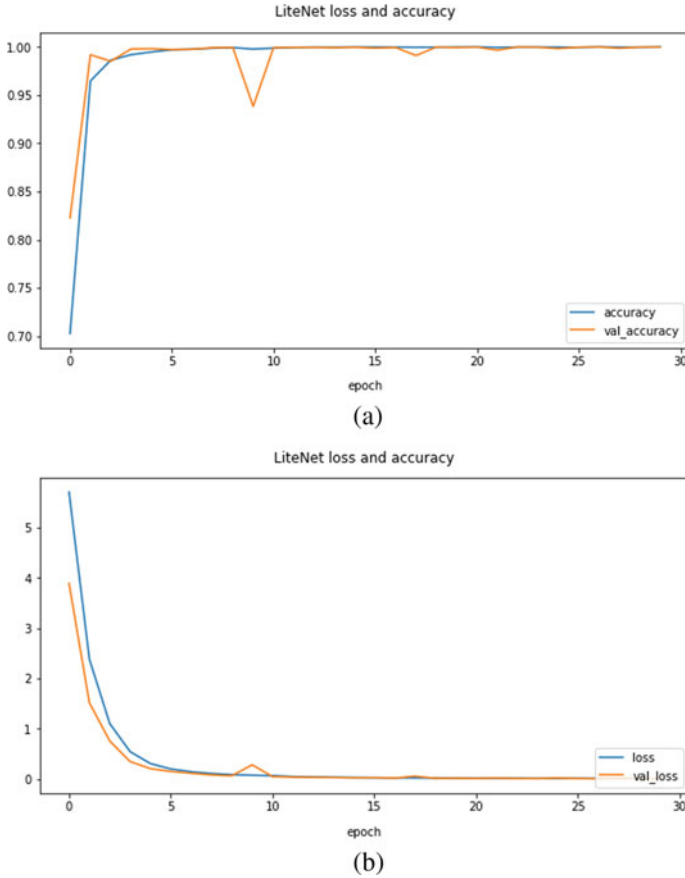 LiteNet loss and accuracy
1.00
0.95
0.90
0.85
0.80
0.75
0.70
accuracy
val_accuracy
0 5 10 15 20 25 30
epoch
(a)
LiteNet loss and accuracy
5
4
3
2
1
0
loss
val_loss
0 5 10 15 20 25 30
epoch
(b)